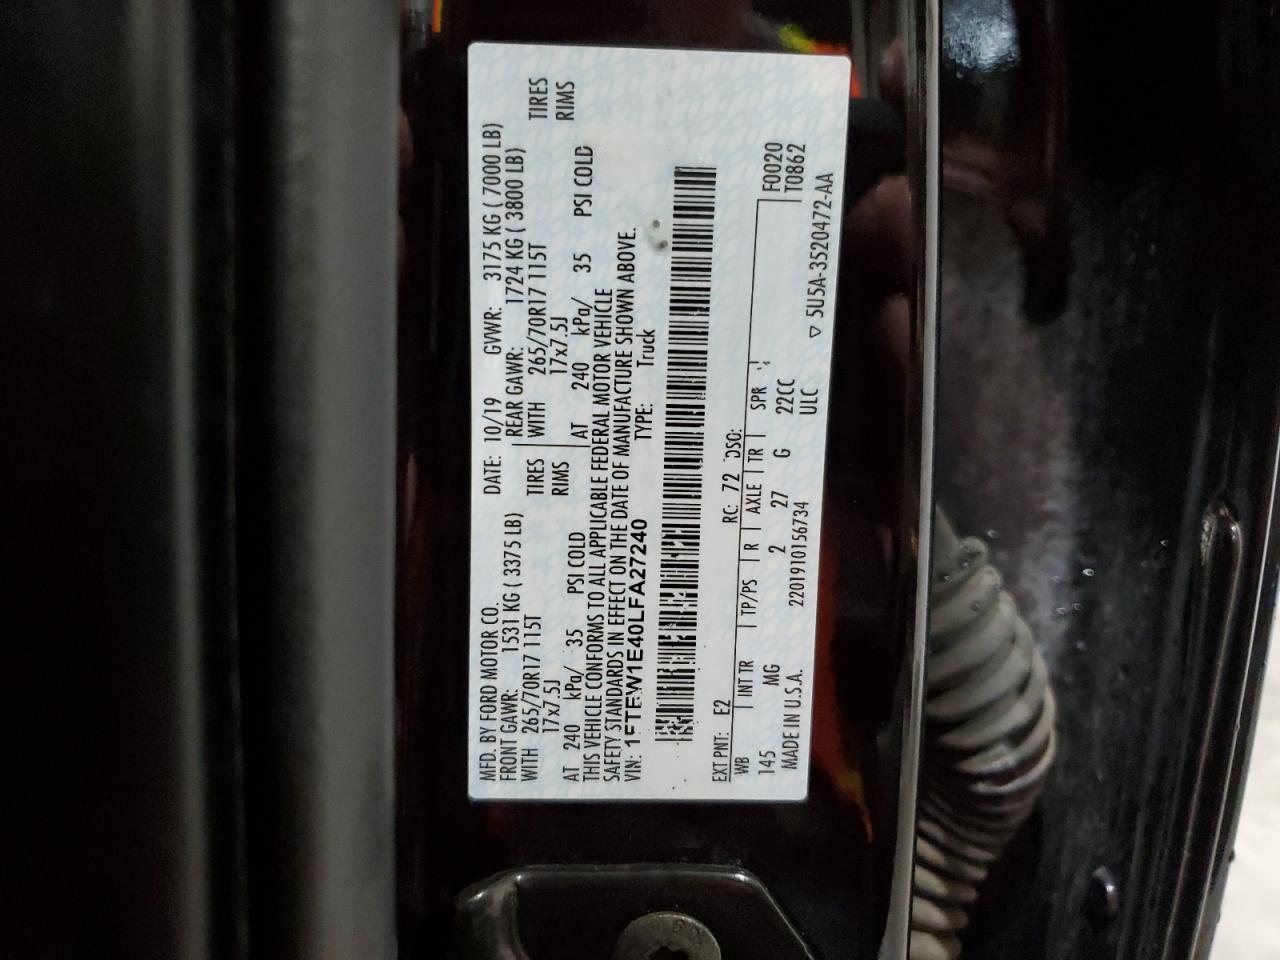 MFD. BY FORD MOTOR CO. DATE: 10/19 GVWR: 3175 KG ( 7000 LB)
FRONT GAWR: 1531 KG ( 3375 LB) REAR GAWR: 1724 KG ( 3800 LB)
WITH 265/70R17 115T TIRES WITH 265/70R17 115T TIRES
17x7.5J RIMS 17x7.5J RIMS
AT 240 kPa/ 35 PSI COLD AT 240 kPa/ 35 PSI COLD
THIS VEHICLE CONFORMS TO ALL APPLICABLE FEDERAL MOTOR VEHICLE
SAFETY STANDARDS IN EFFECT ON THE DATE OF MANUFACTURE SHOWN ABOVE.
VIN: 1FTEW1E40LFA27240 TYPE: Truck
EXT PNT: E2 RC: 72 DSO:
WB INT TR TP/PS R AXLE TR SPR F0020
145 MG 2 27 G 22CC T0862
MADE IN U.S.A. 2201910156734 ULC
▽ 5U5A-3520472-AA